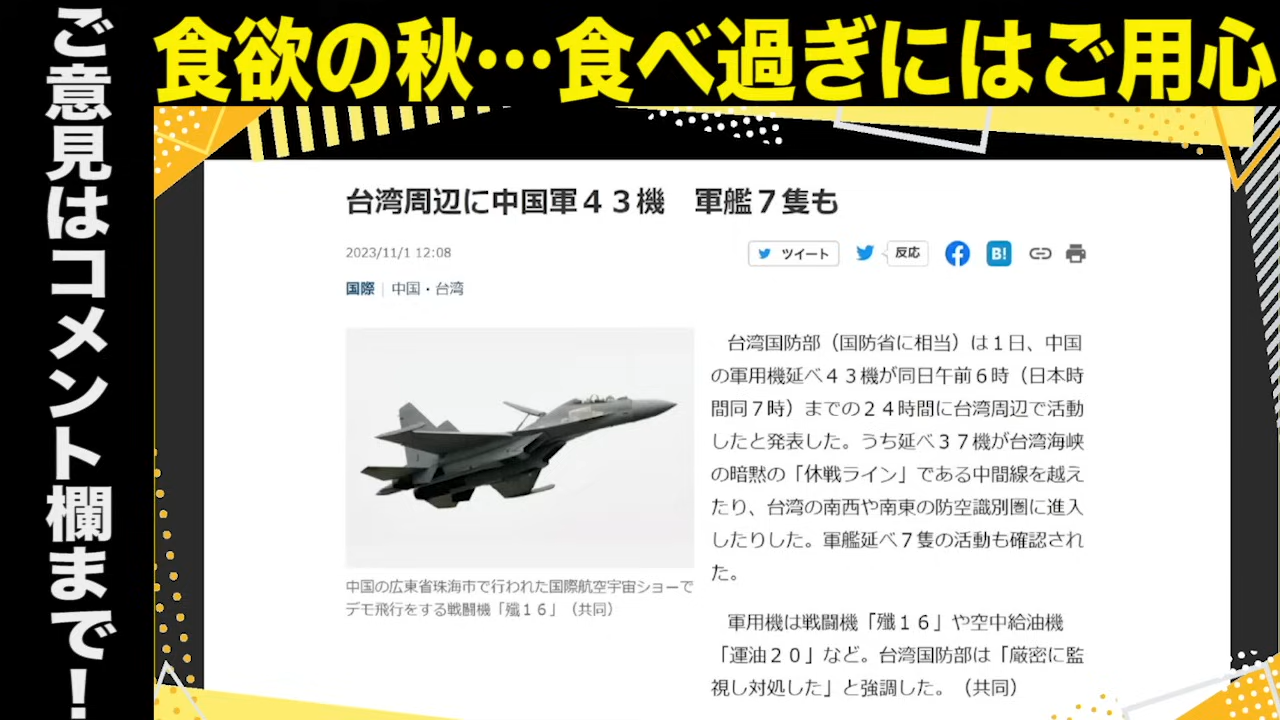 食欲の秋…食べ過ぎにはご用心
ご意見はコメント欄まで!
台湾周辺に中国軍43機 軍艦7隻も
2023/11/1 12:08
ツイート
反応
B!
国際 | 中国・台湾
台湾国防部(国防省に相当)は1日、中国
の軍用機延べ43機が同日午前6時(日本時
間同7時)までの24時間に台湾周辺で活動
したと発表した。うち延べ37機が台湾海峡
の暗黙の「休戦ライン」である中間線を越え
たり、台湾の南西や南東の防空識別圏に進入
したりした。軍艦延べ7隻の活動も確認され
た。
軍用機は戦闘機「殲16」や空中給油機
「運油20」など。台湾国防部は「厳密に監
視し対処した」と強調した。(共同)
中国の広東省珠海市で行われた国際航空宇宙ショーで
デモ飛行をする戦闘機「殲16」(共同)